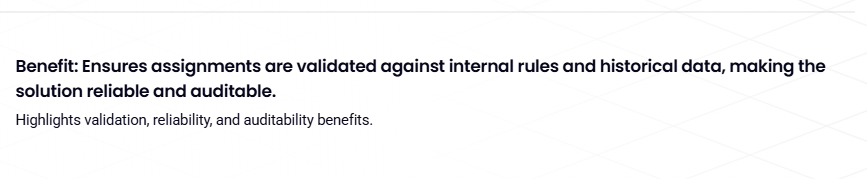 Benefit: Ensures assignments are validated against internal rules and historical data, making the
solution reliable and auditable.
Highlights validation, reliability, and auditability benefits.